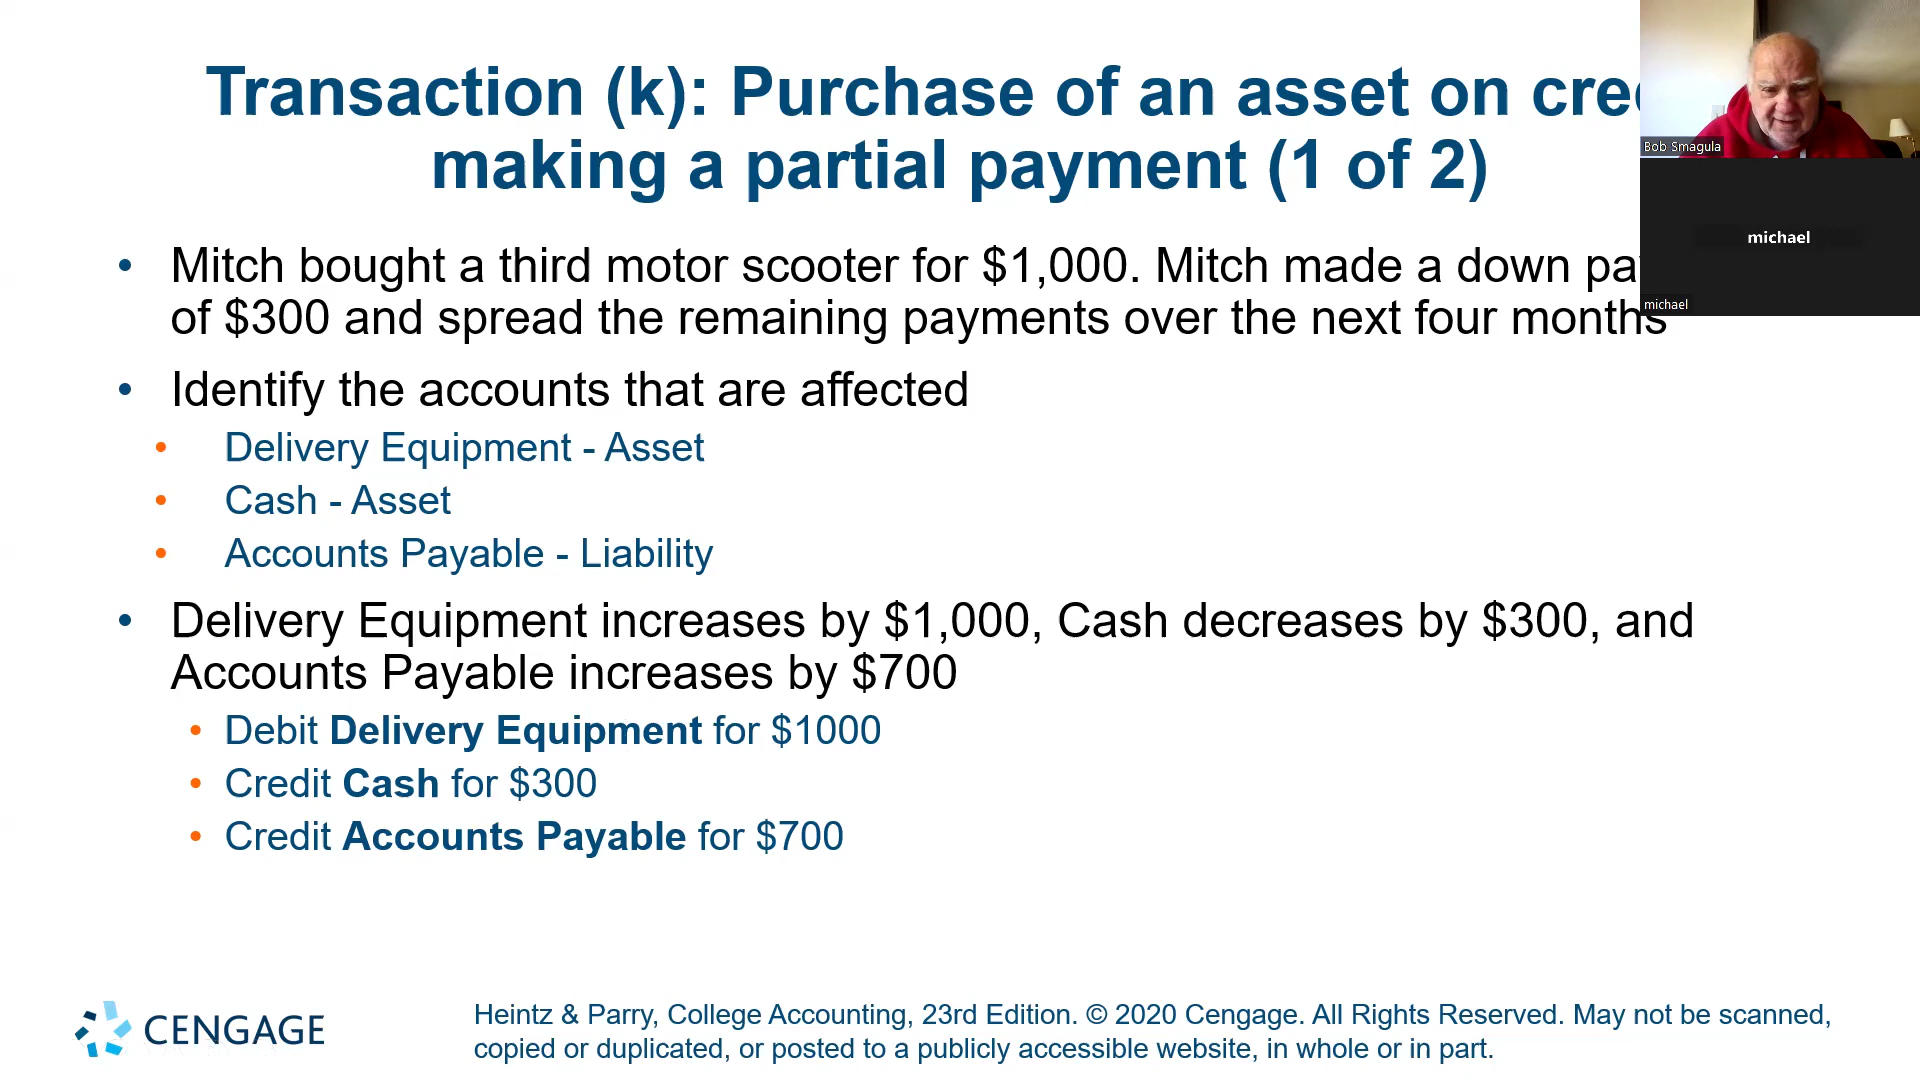 Transaction (k): Purchase of an asset on
making a partial payment (1 of 2)
• Mitch bought a third motor scooter for $1,000. Mitch made a down
of $300 and spread the remaining payments over the next four months
• Identify the accounts that are affected
• Delivery Equipment - Asset
• Cash - Asset
• Accounts Payable - Liability
• Delivery Equipment increases by $1,000, Cash decreases by $300, and
Accounts Payable increases by $700
• Debit Delivery Equipment for $1000
• Credit Cash for $300
• Credit Accounts Payable for $700
Bob Smagula
michael
michael
CENGAGE
Heintz & Parry, College Accounting, 23rd Edition. © 2020 Cengage. All Rights Reserved. May not be scanned,
copied or duplicated, or posted to a publicly accessible website, in whole or in part.